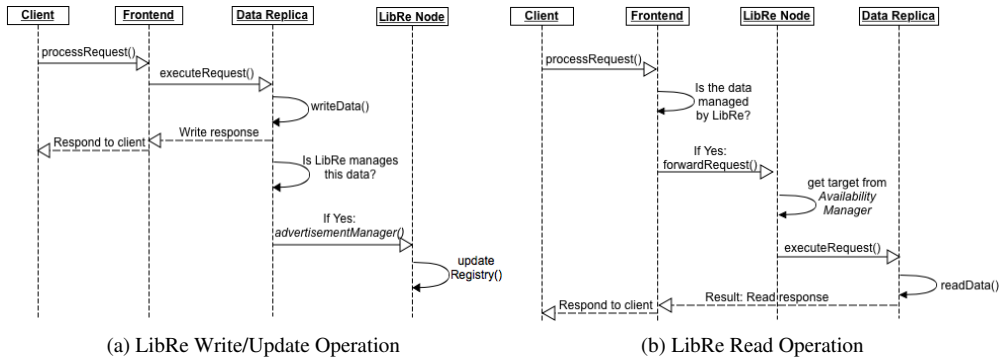 Client
Frontend
Data Replica
LibRe Node
processRequest()
executeRequest()
writeData()
Write response
Respond to client
Is LibRe manages
this data?
If Yes:
advertisementManager()
update
Registry()
(a) LibRe Write/Update Operation
Client
Frontend
LibRe Node
Data Replica
processRequest()
Is the data
managed
by LibRe?
If Yes:
forwardRequest()
get target from
Availability
Manager
executeRequest()
readData()
Result: Read response
Respond to client
(b) LibRe Read Operation